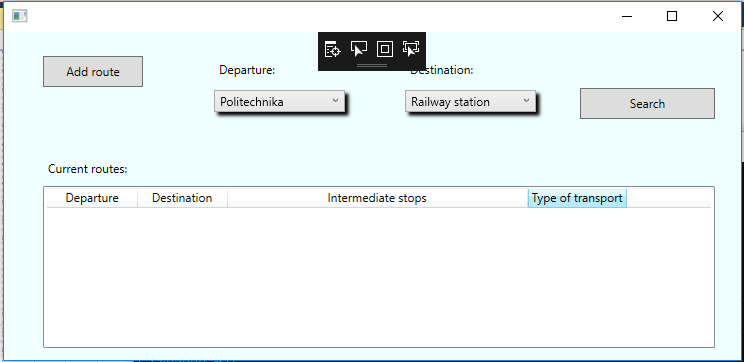 Add route
Departure:
Destination:
Politechnika
Railway station
Search
Current routes:
Departure Destination Intermediate stops Type of transport